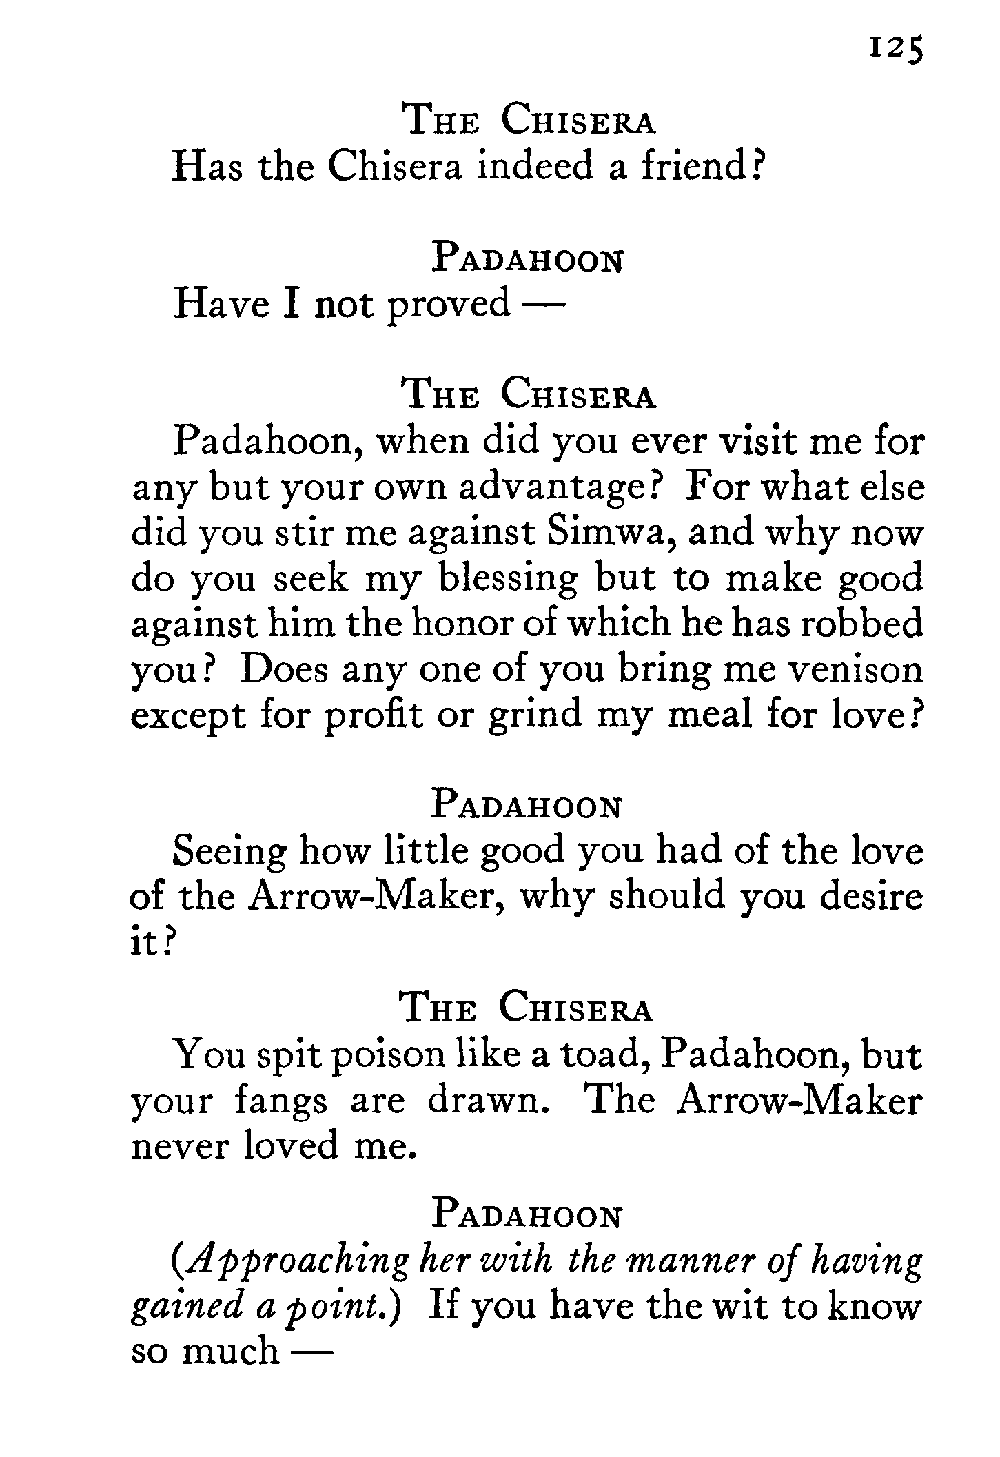 125
The Chisera
Has the Chisera indeed a friend?
Padahoon
Have I not proved —
The Chisera
Padahoon, when did you ever visit me for
any but your own advantage? For what else
did you stir me against Simwa, and why now
do you seek my blessing but to make good
against him the honor of which he has robbed
you? Does any one of you bring me venison
except for profit or grind my meal for love?
Padahoon
Seeing how little good you had of the love
of the Arrow-Maker, why should you desire
it?
The Chisera
You spit poison like a toad, Padahoon, but
your fangs are drawn. The Arrow-Maker
never loved me.
Padahoon
(Approaching her with the manner of having
gained a point.) If you have the wit to know
so much —